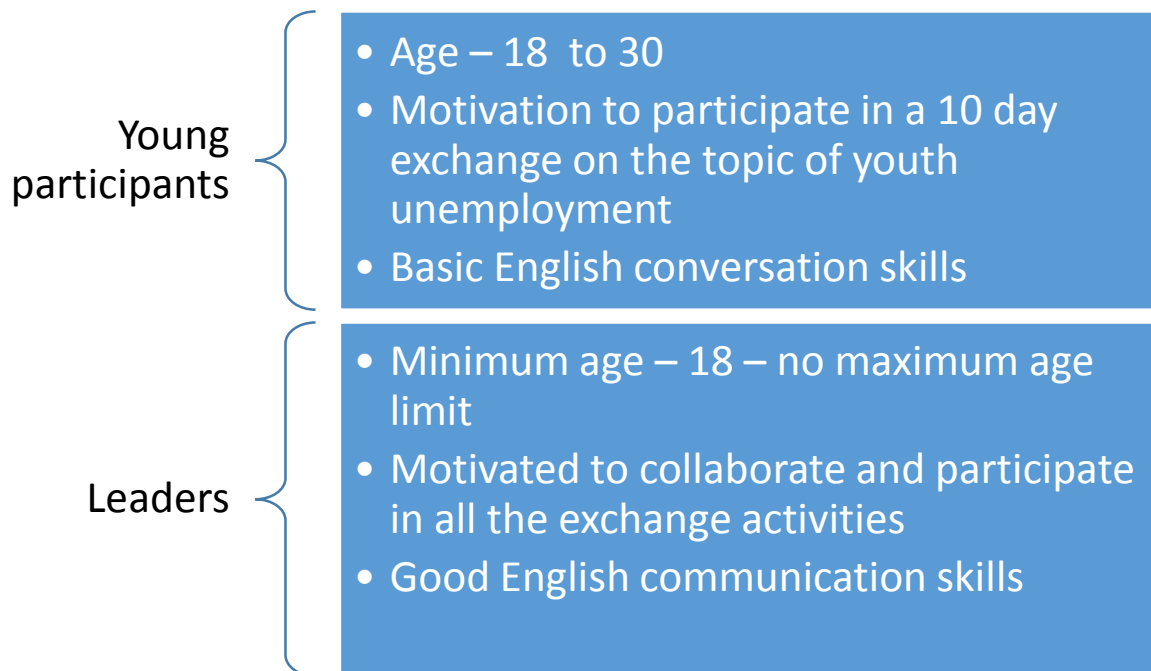 Young
participants
• Age – 18  to 30
• Motivation to participate in a 10 day
exchange on the topic of youth
unemployment
• Basic English conversation skills
Leaders
• Minimum age – 18 – no maximum age
limit
• Motivated to collaborate and participate
in all the exchange activities
• Good English communication skills